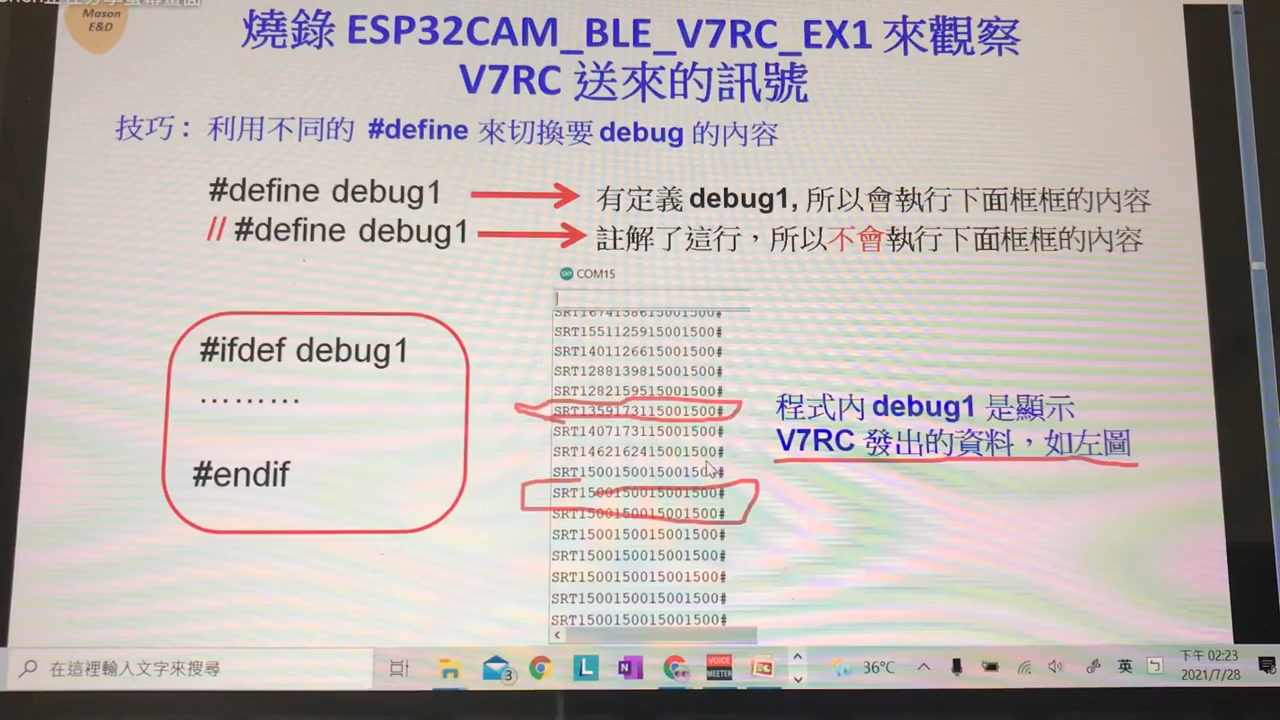 Mason
E&D
燒錄 ESP32CAM_BLE_V7RC_EX1 來觀察
V7RC 送來的訊號
技巧: 利用不同的 #define 來切換要 debug 的內容
#define debug1
有定義 debug1, 所以會執行下面框框的內容
// #define debug1
註解了這行，所以不會執行下面框框的內容
COM15
#ifdef debug1
………
#endif
SRT1674138615001500#
SRT1551125915001500#
SRT1401126615001500#
SRT1288139815001500#
SRT1282159515001500#
SRT1359173115001500#
SRT1407173115001500#
SRT1462162415001500#
SRT1500150015001500#
SRT1500150015001500#
SRT1500150015001500#
SRT1500150015001500#
SRT1500150015001500#
SRT1500150015001500#
SRT1500150015001500#
SRT1500150015001500#
程式內 debug1 是顯示
V7RC 發出的資料，如左圖
在這裡輸入文字來搜尋
3
L
N
VOICE
MEETER
36°C
英
下午 02:23
2021/7/28